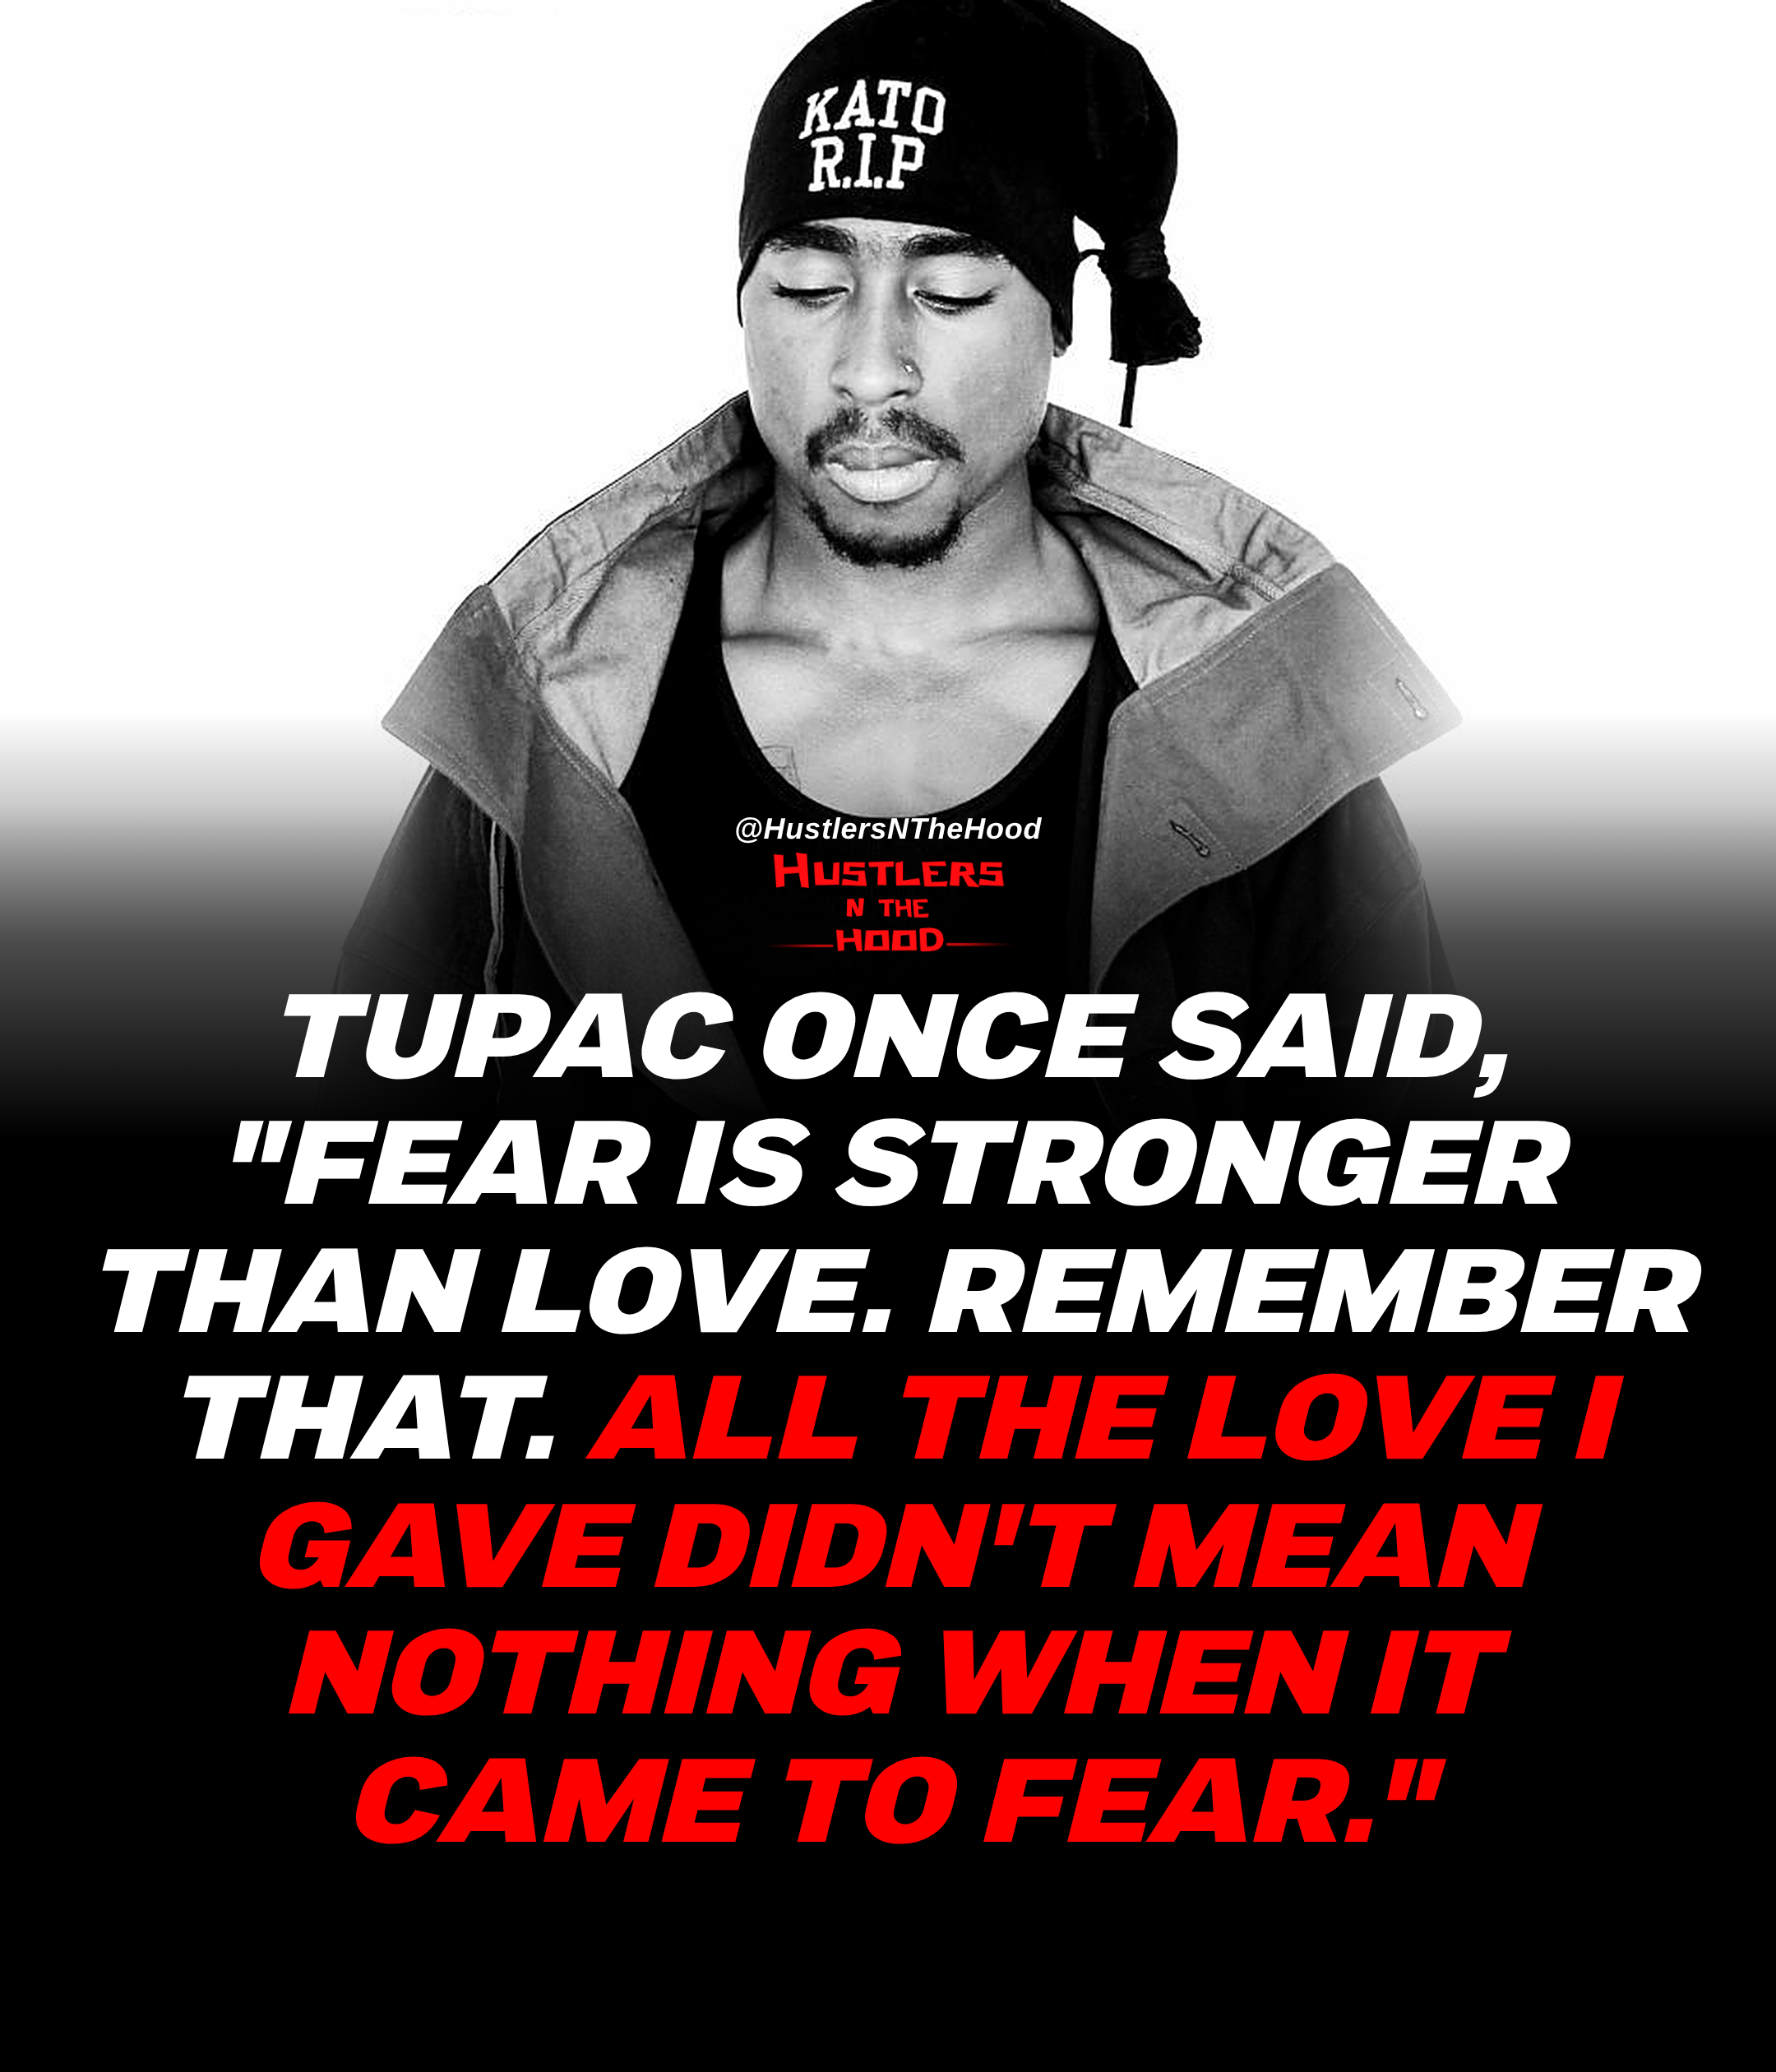 KATO
R.I.P
@HustlersNTheHood
HUSTLERS
N THE
HOOD
TUPAC ONCE SAID,
"FEAR IS STRONGER
THAN LOVE. REMEMBER
THAT. ALL THE LOVE I
GAVE DIDN'T MEAN
NOTHING WHEN IT
CAME TO FEAR."